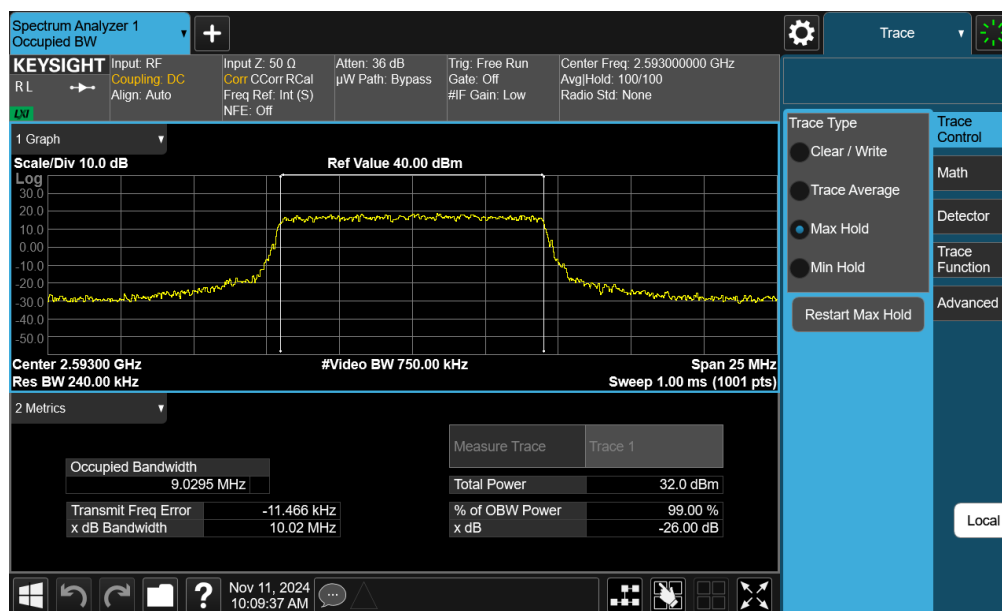 Spectrum Analyzer 1
Occupied BW
Trace
KEYSIGHT
R L
LXI
Input: RF
Coupling: DC
Align: Auto
Input Z: 50 Ω
Corr CCorr RCal
Freq Ref: Int (S)
NFE: Off
Atten: 36 dB
µW Path: Bypass
Trig: Free Run
Gate: Off
#IF Gain: Low
Center Freq: 2.593000000 GHz
Avg|Hold: 100/100
Radio Std: None
1 Graph
Scale/Div 10.0 dB
Ref Value 40.00 dBm
Log
30.0
20.0
10.0
0.00
-10.0
-20.0
-30.0
-40.0
-50.0
Center 2.59300 GHz
#Video BW 750.00 kHz
Span 25 MHz
Res BW 240.00 kHz
Sweep 1.00 ms (1001 pts)
2 Metrics
Measure Trace
Trace 1
Occupied Bandwidth
9.0295 MHz
Total Power
32.0 dBm
Transmit Freq Error
-11.466 kHz
% of OBW Power
99.00 %
x dB Bandwidth
10.02 MHz
x dB
-26.00 dB
Trace Type
Clear / Write
Trace Average
Max Hold
Min Hold
Restart Max Hold
Trace
Control
Math
Detector
Trace
Function
Advanced
Local
?
Nov 11, 2024
10:09:37 AM